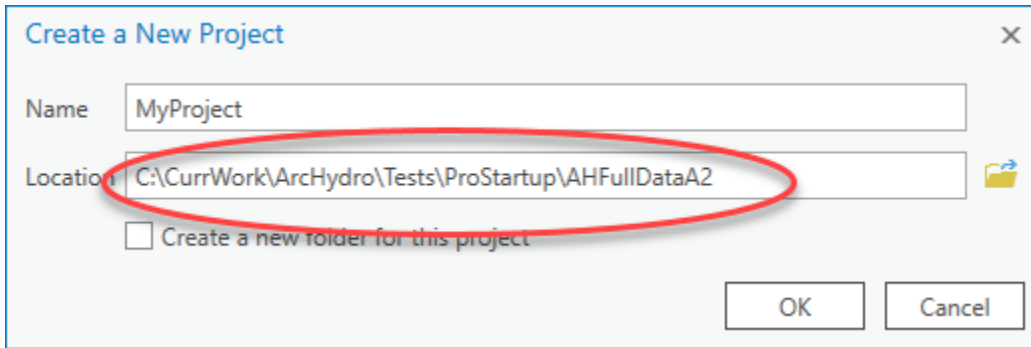 Create a New Project
Name MyProject
Location C:\CurrWork\ArcHydro\Tests\ProStartup\AHFullDataA2
Create a new folder for this project
OK Cancel